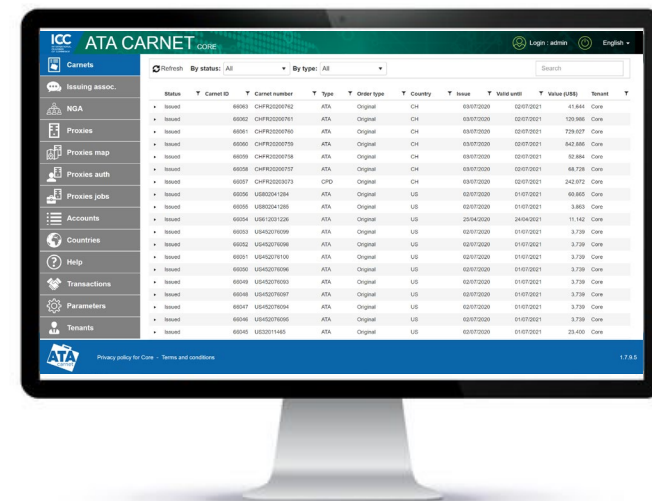 ICC ATA CARNET CORE Login : admin English
Carnets
Issuing assoc.
NGA
Proxies
Proxies map
Proxies auth
Proxies jobs
Accounts
Countries
Help
Transactions
Parameters
Tenants
Refresh By status: All By type: All Search
Status Carnet ID Carnet number Type Order type Country Issue Valid until Value (US$) Tenant
Issued 66063 CHFR20200762 ATA Original CH 03/07/2020 02/07/2021 41,644 Core
Issued 66062 CHFR20200761 ATA Original CH 03/07/2020 02/07/2021 120,986 Core
Issued 66061 CHFR20200760 ATA Original CH 03/07/2020 02/07/2021 729,027 Core
Issued 66060 CHFR20200759 ATA Original CH 03/07/2020 02/07/2021 842,886 Core
Issued 66059 CHFR20200758 ATA Original CH 03/07/2020 02/07/2021 52,884 Core
Issued 66058 CHFR20200757 ATA Original CH 03/07/2020 02/07/2021 68,728 Core
Issued 66057 CHFR20203073 CPD Original CH 03/07/2020 02/07/2021 242,972 Core
Issued 66056 US802041284 ATA Original US 02/07/2020 01/07/2021 60,865 Core
Issued 66055 US802041285 ATA Original US 02/07/2020 01/07/2021 3,863 Core
Issued 66054 US612031226 ATA Original US 25/04/2020 24/04/2021 11,142 Core
Issued 66053 US452076099 ATA Original US 02/07/2020 01/07/2021 3,739 Core
Issued 66052 US452076098 ATA Original US 02/07/2020 01/07/2021 3,739 Core
Issued 66051 US452076100 ATA Original US 02/07/2020 01/07/2021 3,739 Core
Issued 66050 US452076096 ATA Original US 02/07/2020 01/07/2021 3,739 Core
Issued 66049 US452076093 ATA Original US 02/07/2020 01/07/2021 3,739 Core
Issued 66048 US452076097 ATA Original US 02/07/2020 01/07/2021 3,739 Core
Issued 66047 US452076094 ATA Original US 02/07/2020 01/07/2021 3,739 Core
Issued 66046 US452076095 ATA Original US 02/07/2020 01/07/2021 3,739 Core
Issued 66045 US32011465 ATA Original US 02/07/2020 01/07/2021 23,400 Core
ATA CARNET Privacy policy for Core - Terms and conditions 1.7.9.5